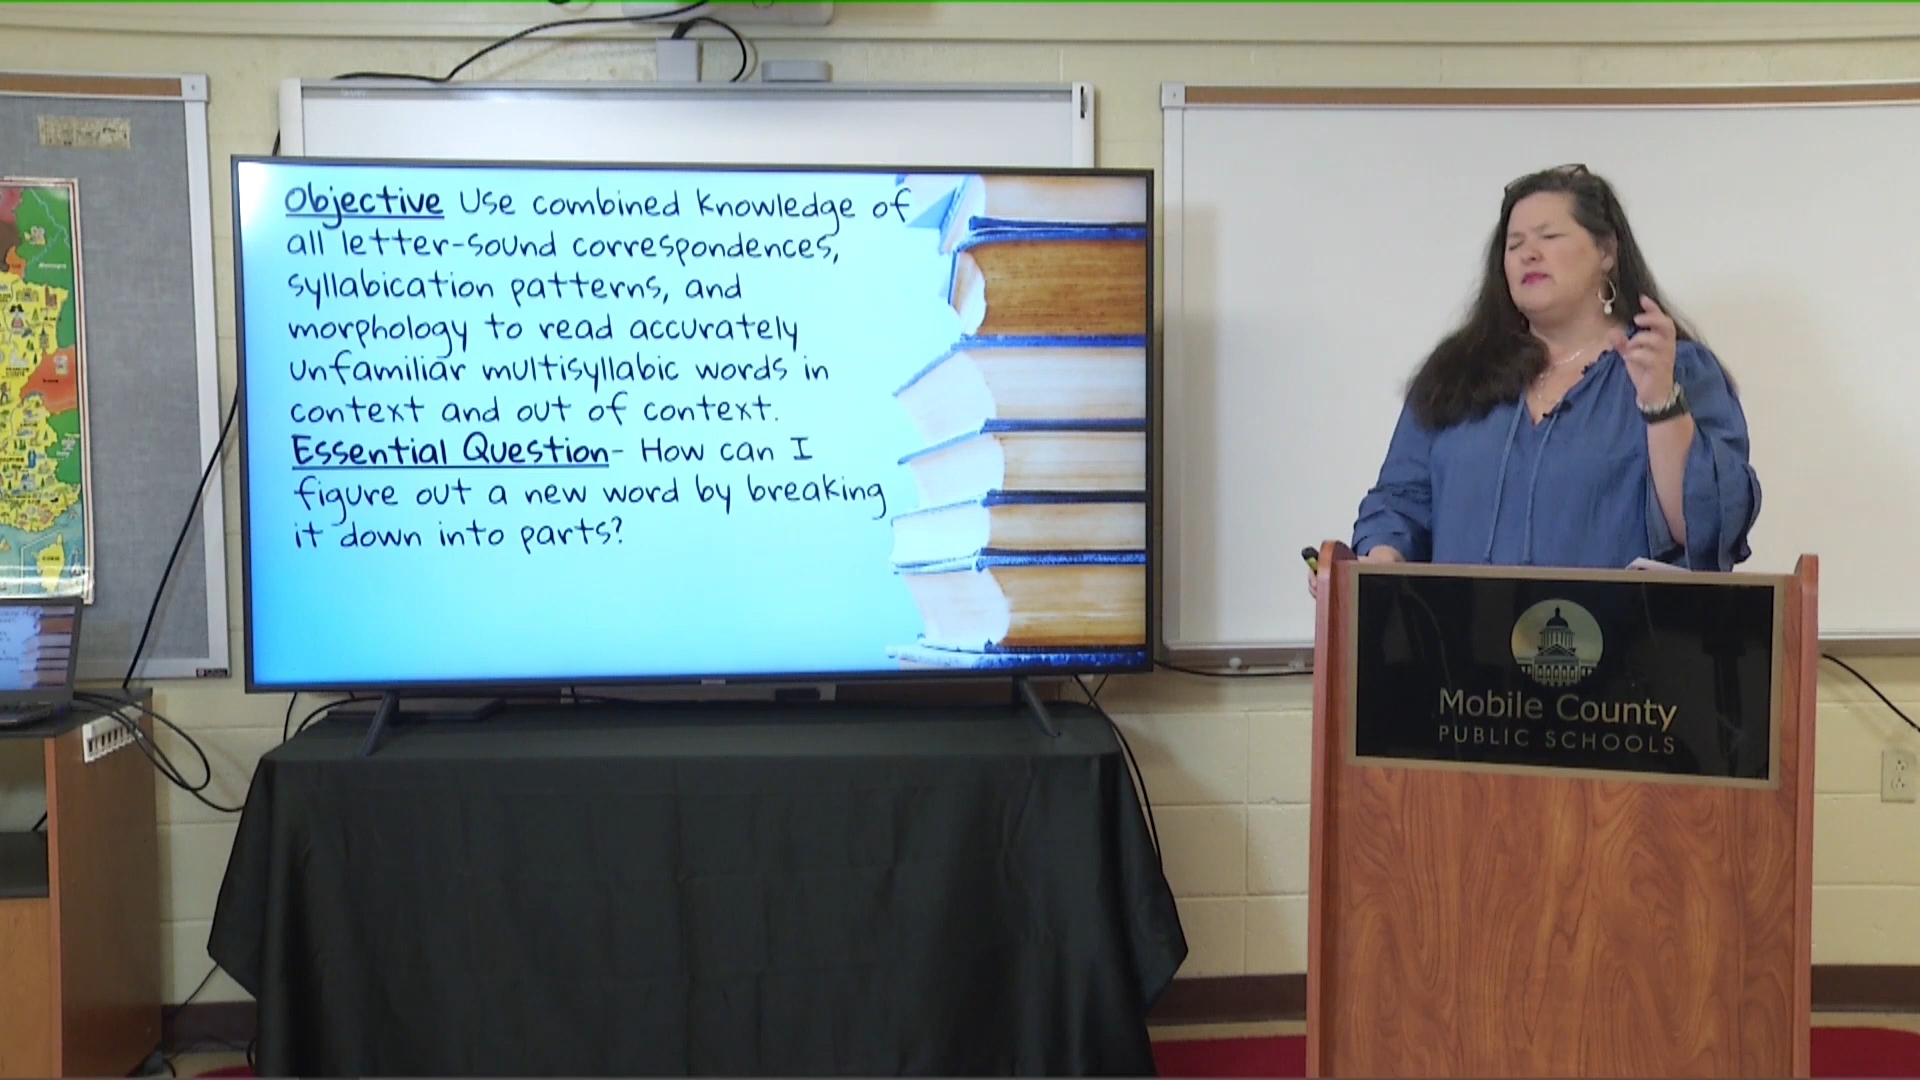 Objective Use combined knowledge of
all letter-sound correspondences,
syllabication patterns, and
morphology to read accurately
unfamiliar multisyllabic words in
context and out of context.
Essential Question- How can I
figure out a new word by breaking
it down into parts?
Mobile County
PUBLIC SCHOOLS